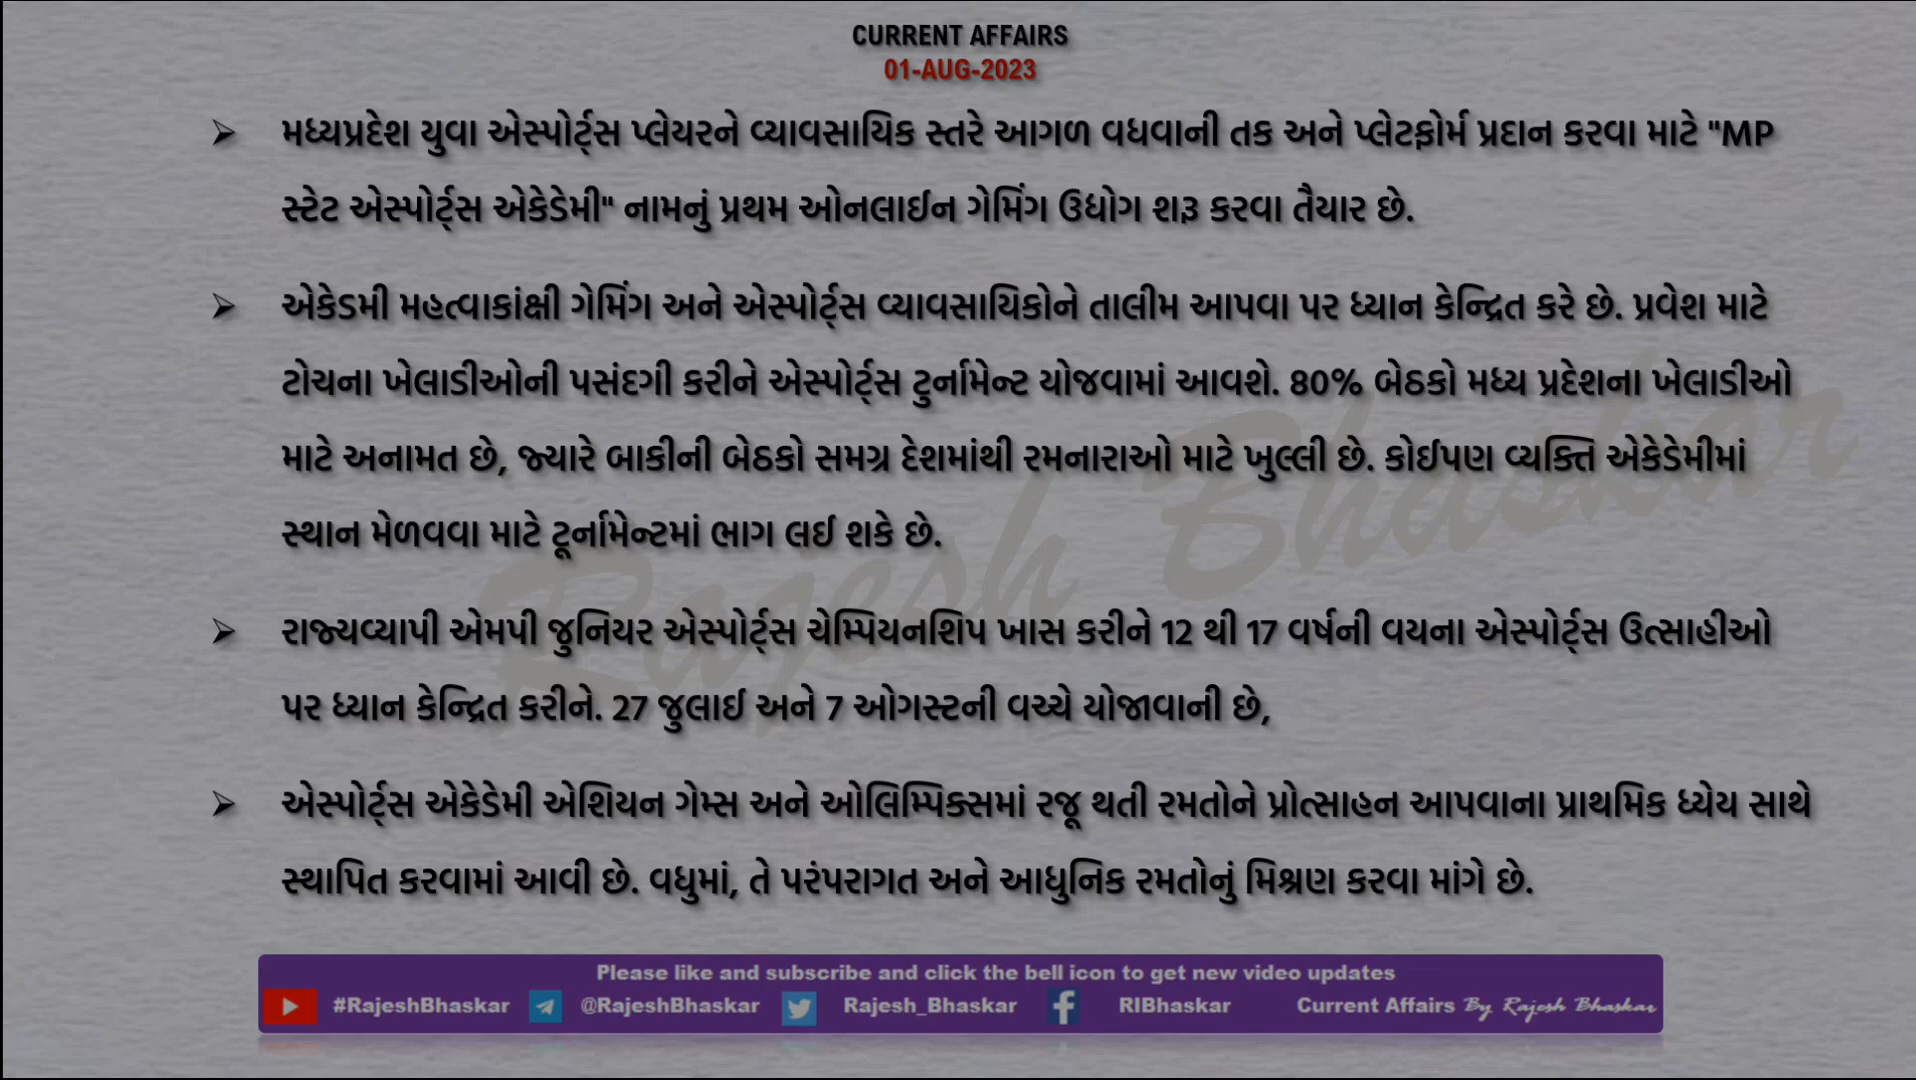 CURRENT AFFAIRS
01-AUG-2023
➢ મધ્યપ્રદેશ યુવા એસ્પોર્ટ્સ પ્લેયરને વ્યાવસાયિક સ્તરે આગળ વધવાની તક અને પ્લેટફોર્મ પ્રદાન કરવા માટે "MP
સ્ટેટ એસ્પોર્ટ્સ એકેડેમી" નામનું પ્રથમ ઓનલાઈન ગેમિંગ ઉદ્યોગ શરૂ કરવા તૈયાર છે.
➢ એકેડમી મહત્વાકાંક્ષી ગેમિંગ અને એસ્પોર્ટ્સ વ્યાવસાયિકોને તાલીમ આપવા પર ધ્યાન કેન્દ્રિત કરે છે. પ્રવેશ માટે
ટોચના ખેલાડીઓની પસંદગી કરીને એસ્પોર્ટ્સ ટુર્નામેન્ટ યોજવામાં આવશે. 80% બેઠકો મધ્ય પ્રદેશના ખેલાડીઓ
માટે અનામત છે, જ્યારે બાકીની બેઠકો સમગ્ર દેશમાંથી રમનારાઓ માટે ખુલ્લી છે. કોઈપણ વ્યક્તિ એકેડેમીમાં
સ્થાન મેળવવા માટે ટૂર્નામેન્ટમાં ભાગ લઈ શકે છે.
➢ રાજ્યવ્યાપી એમપી જુનિયર એસ્પોર્ટ્સ ચેમ્પિયનશિપ ખાસ કરીને 12 થી 17 વર્ષની વયના એસ્પોર્ટ્સ ઉત્સાહીઓ
પર ધ્યાન કેન્દ્રિત કરીને. 27 જુલાઈ અને 7 ઓગસ્ટની વચ્ચે યોજાવાની છે,
➢ એસ્પોર્ટ્સ એકેડેમી એશિયન ગેમ્સ અને ઓલિમ્પિક્સમાં રજૂ થતી રમતોને પ્રોત્સાહન આપવાના પ્રાથમિક ધ્યેય સાથે
સ્થાપિત કરવામાં આવી છે. વધુમાં, તે પરંપરાગત અને આધુનિક રમતોનું મિશ્રણ કરવા માંગે છે.
Rajesh Bhaskar
Please like and subscribe and click the bell icon to get new video updates
#RajeshBhaskar @RajeshBhaskar Rajesh_Bhaskar RIBhaskar Current Affairs By Rajesh Bhaskar